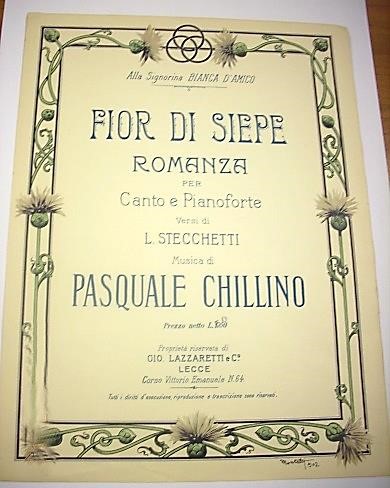 Alla Signorina BIANCA D'AMICO
FIOR DI SIEPE
ROMANZA
PER
Canto e Pianoforte
Versi di
L. STECCHETTI
Musica di
PASQUALE CHILLINO
Prezzo netto L.
Proprietà riservata di
GIO. LAZZARETTI e Cº
LECCE
Corso Vittorio Emanuele N. 64.
Tutti i diritti d'esecuzione, riproduzione e trascrizione sono riservati.